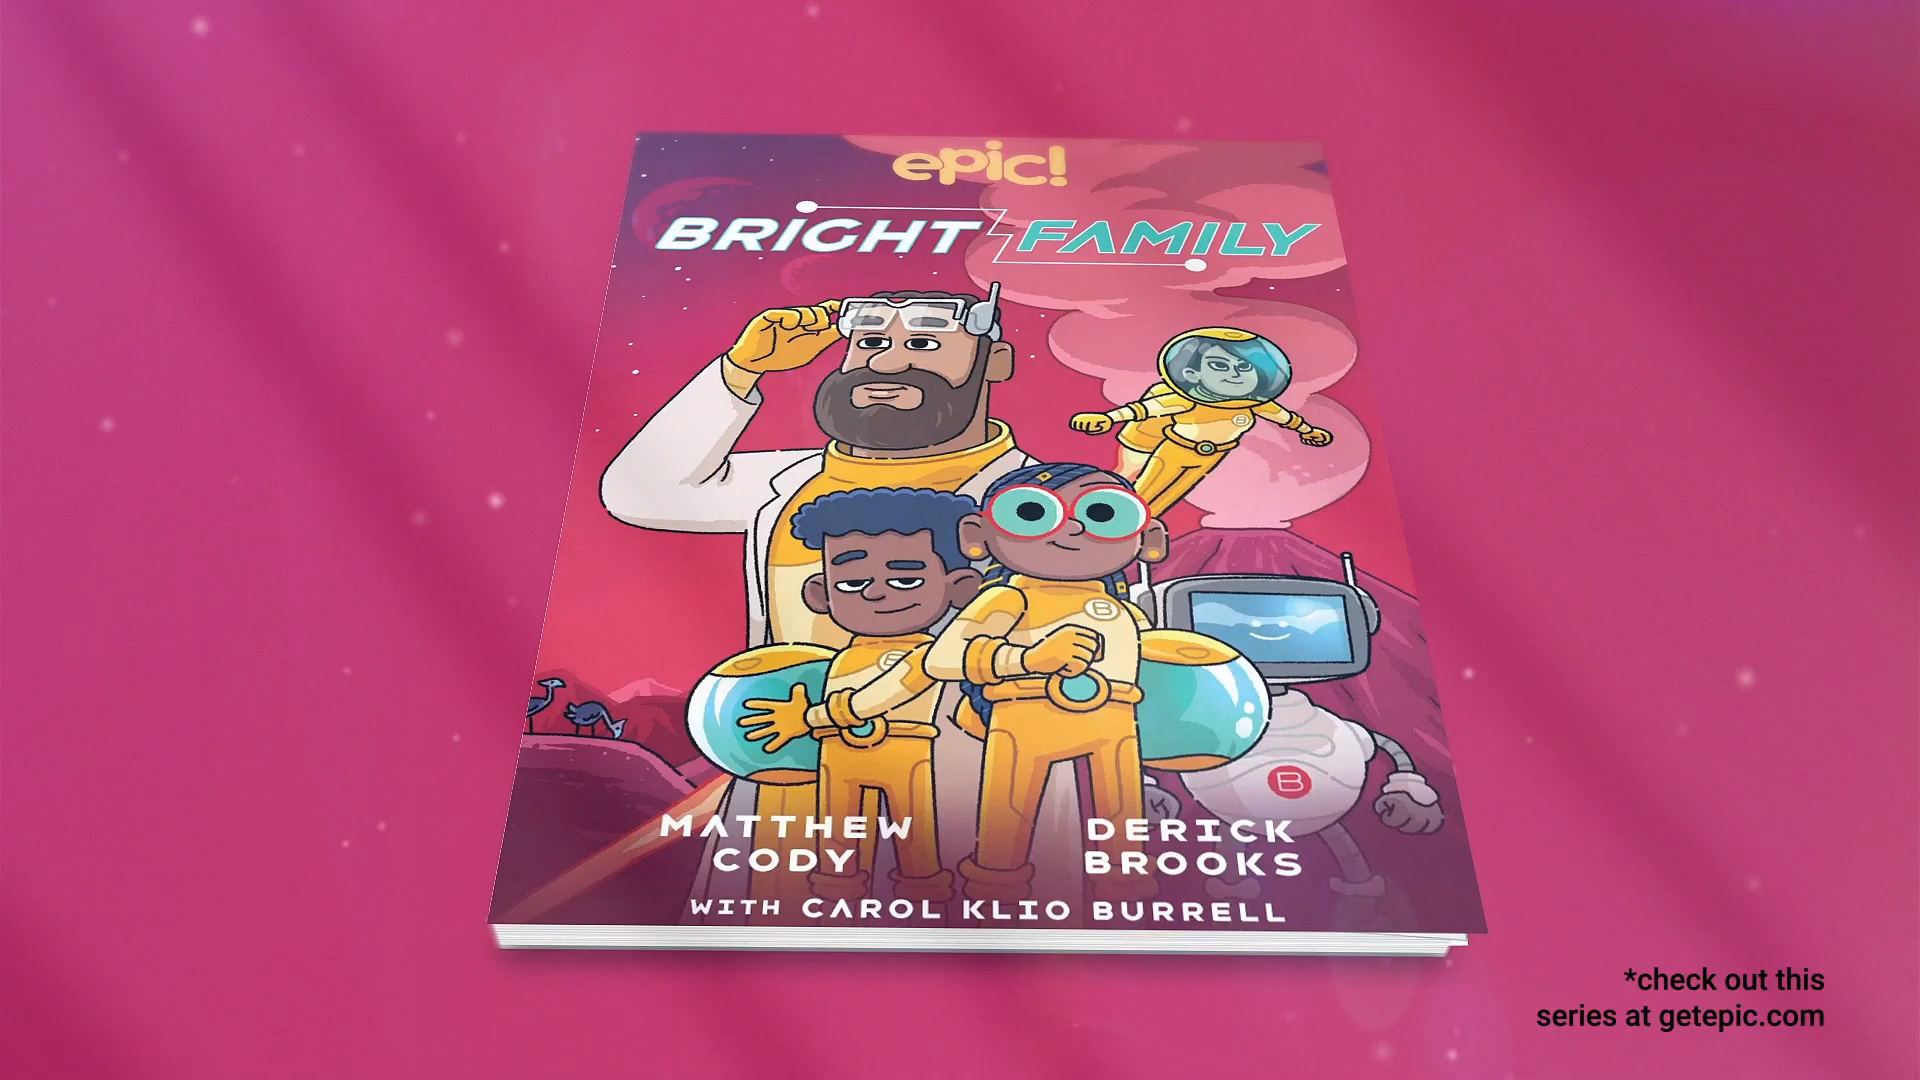 epic!
BRIGHT FAMILY
B
B
B
B
MATTHEW
CODY
DERICK
BROOKS
WITH CAROL KLIO BURRELL
*check out this
series at getepic.com